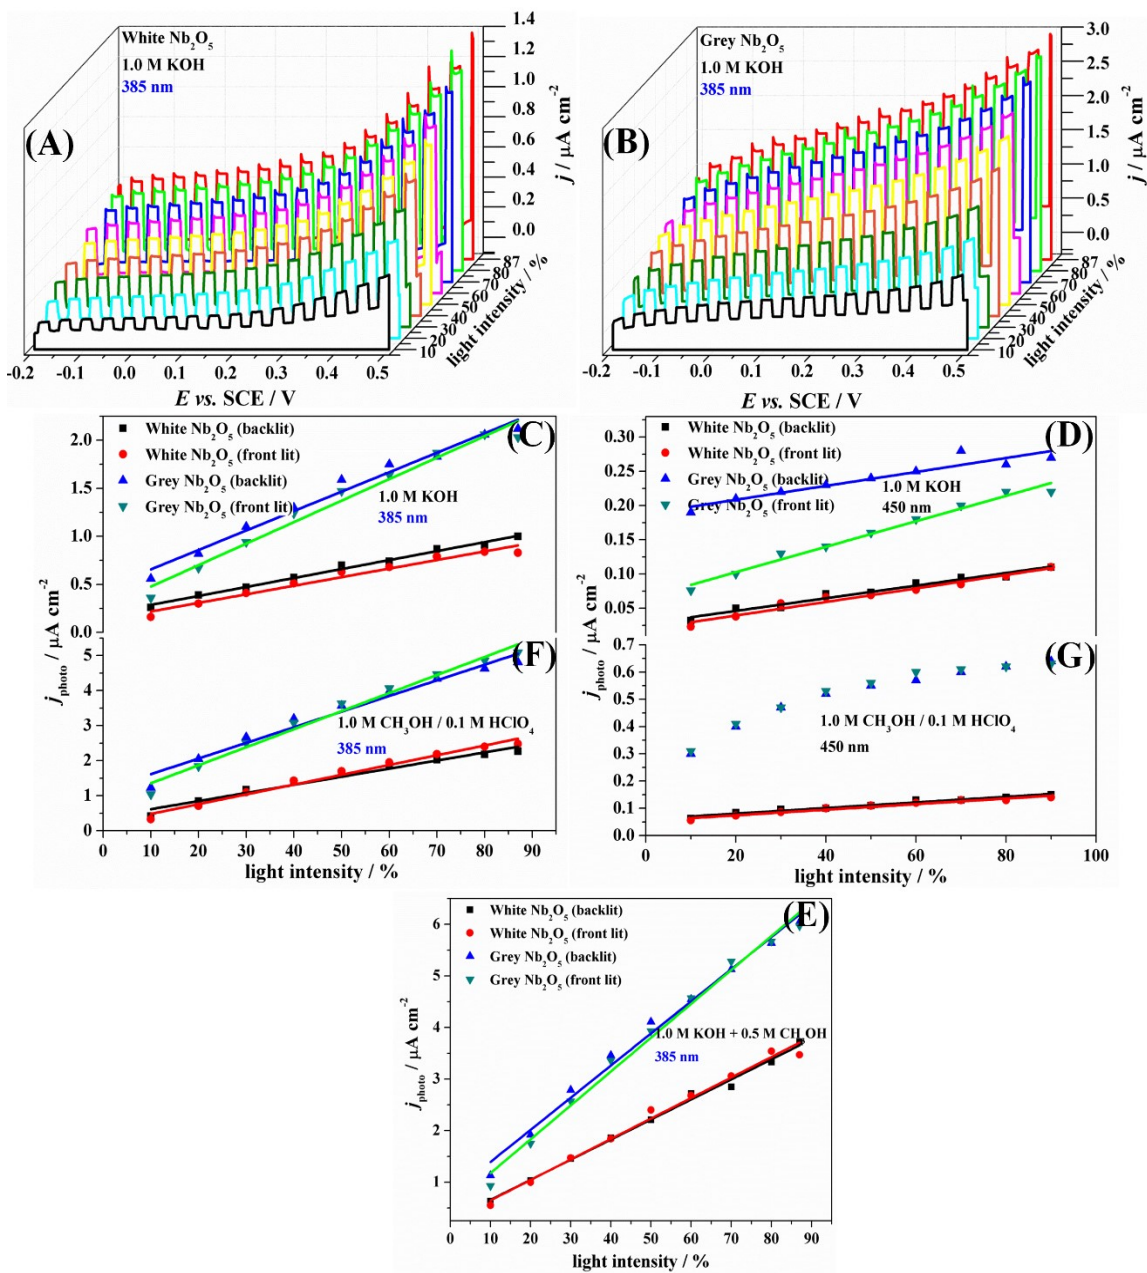 White Nb₂O₅
1.0 M KOH
385 nm
(A)
1.4
1.2
1.0
0.8
0.6
0.4
0.2
0.0
j / μA cm⁻²
87
80
70
60
50
40
30
20
10
light intensity / %
-0.2 -0.1 0.0 0.1 0.2 0.3 0.4 0.5
E vs. SCE / V
Grey Nb₂O₅
1.0 M KOH
385 nm
(B)
3.0
2.5
2.0
1.5
1.0
0.5
0.0
j / μA cm⁻²
87
80
70
60
50
40
30
20
10
light intensity / %
-0.2 -0.1 0.0 0.1 0.2 0.3 0.4 0.5
E vs. SCE / V
White Nb₂O₅ (backlit)
White Nb₂O₅ (front lit)
Grey Nb₂O₅ (backlit)
Grey Nb₂O₅ (front lit)
(C)
1.0 M KOH
385 nm
2.0
1.5
1.0
0.5
0.0
(F)
1.0 M CH₃OH / 0.1 M HClO₄
385 nm
5
4
3
2
1
0
j photo / μA cm⁻²
0 10 20 30 40 50 60 70 80 90
light intensity / %
White Nb₂O₅ (backlit)
White Nb₂O₅ (front lit)
Grey Nb₂O₅ (backlit)
Grey Nb₂O₅ (front lit)
(D)
1.0 M KOH
450 nm
0.30
0.25
0.20
0.15
0.10
0.05
(G)
1.0 M CH₃OH / 0.1 M HClO₄
450 nm
0.7
0.6
0.5
0.4
0.3
0.2
0.1
0.0
j photo / μA cm⁻²
0 20 40 60 80 100
light intensity / %
White Nb₂O₅ (backlit)
White Nb₂O₅ (front lit)
Grey Nb₂O₅ (backlit)
Grey Nb₂O₅ (front lit)
(E)
1.0 M KOH + 0.5 M CH₃OH
385 nm
6
5
4
3
2
1
j photo / μA cm⁻²
0 10 20 30 40 50 60 70 80 90
light intensity / %